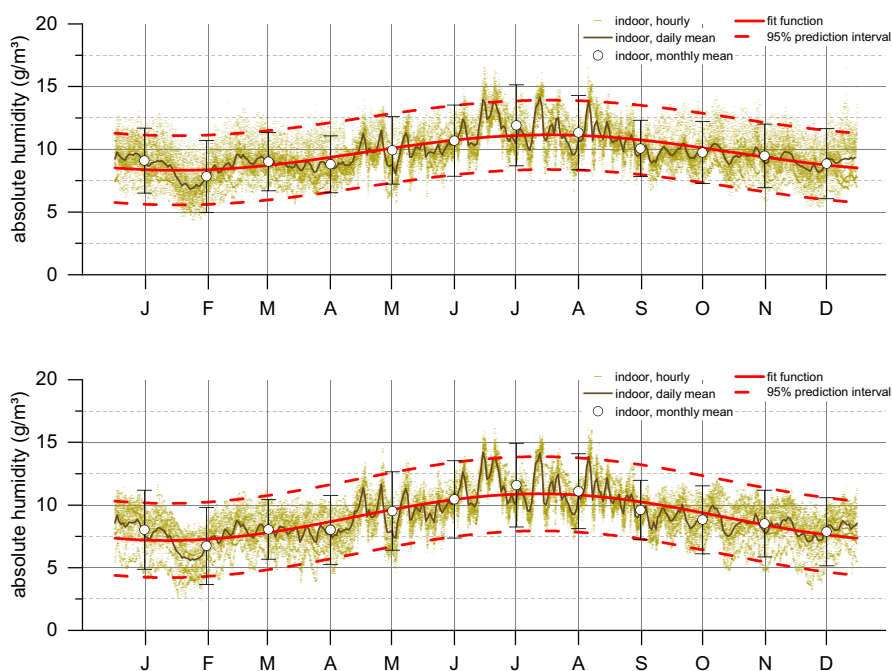 20
15
10
5
0
absolute humidity (g/m³)
indoor, hourly
indoor, daily mean
indoor, monthly mean
fit function
95% prediction interval
J F M A M J J A S O N D
20
15
10
5
0
absolute humidity (g/m³)
indoor, hourly
indoor, daily mean
indoor, monthly mean
fit function
95% prediction interval
J F M A M J J A S O N D